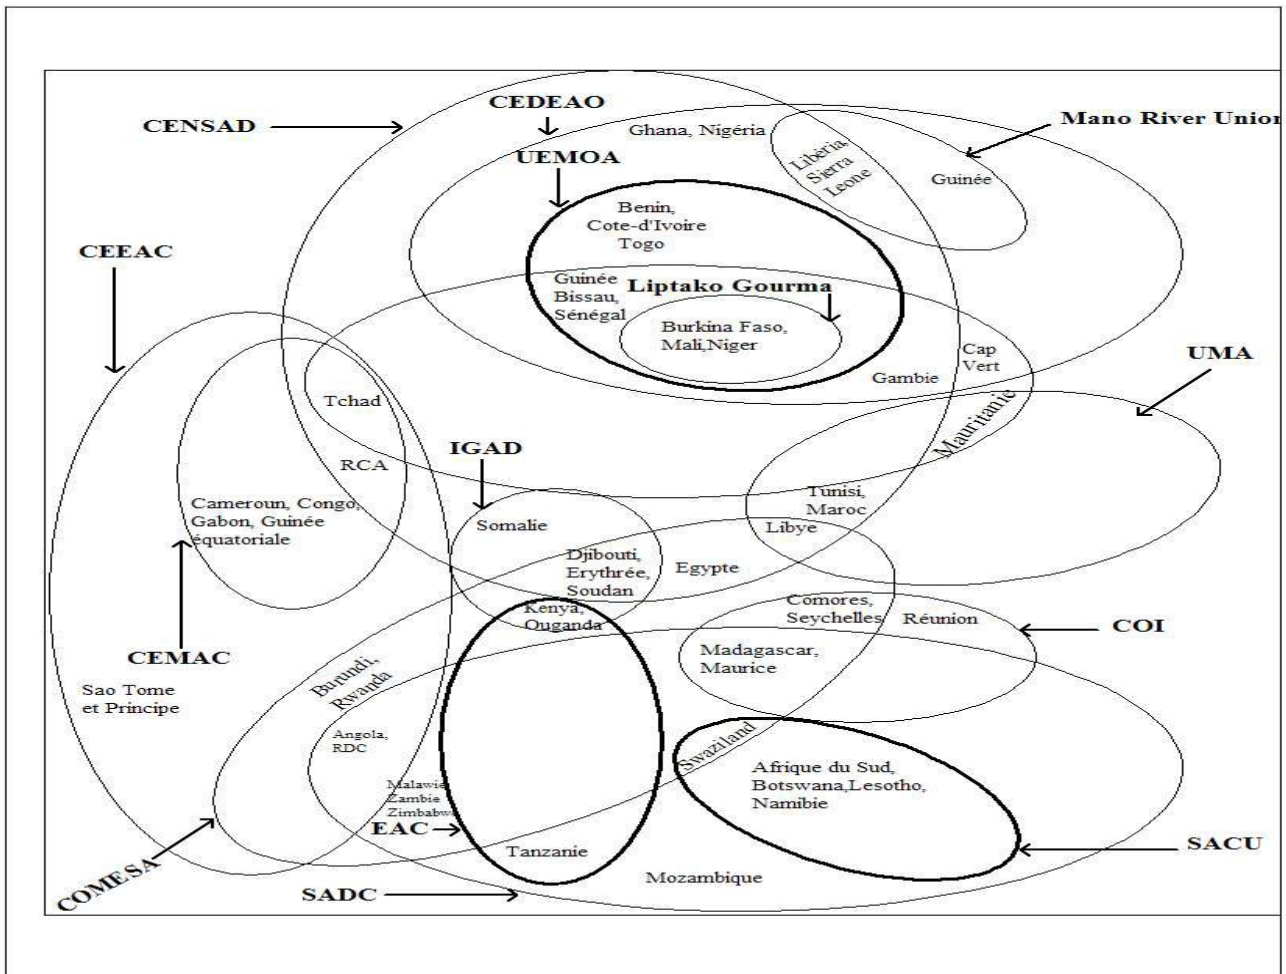 CEDEAO
CENSAD
Mano River Union
Ghana, Nigéria
UEMOA
Libéria,
Sierra
Leone
Guinée
Benin,
Cote-d'Ivoire
Togo
CEEAC
Guinée
Bissau,
Sénégal
Liptako Gourma
Burkina Faso,
Mali,Niger
Cap
Vert
UMA
Gambie
Tchad
Mauritanie
IGAD
RCA
Cameroun, Congo,
Gabon, Guinée
équatoriale
Tunisi,
Maroc
Libye
Somalie
Djibouti,
Erythrée,
Soudan
Egypte
Kenya,
Ouganda
Comores,
Seychelles
Réunion
COI
CEMAC
Madagascar,
Maurice
Sao Tome
et Principe
Burundi,
Rwanda
Angola,
RDC
Swaziland
Afrique du Sud,
Botswana,Lesotho,
Namibie
Malawie
Zambie
Zimbabwe
EAC
SACU
Tanzanie
COMESA
Mozambique
SADC